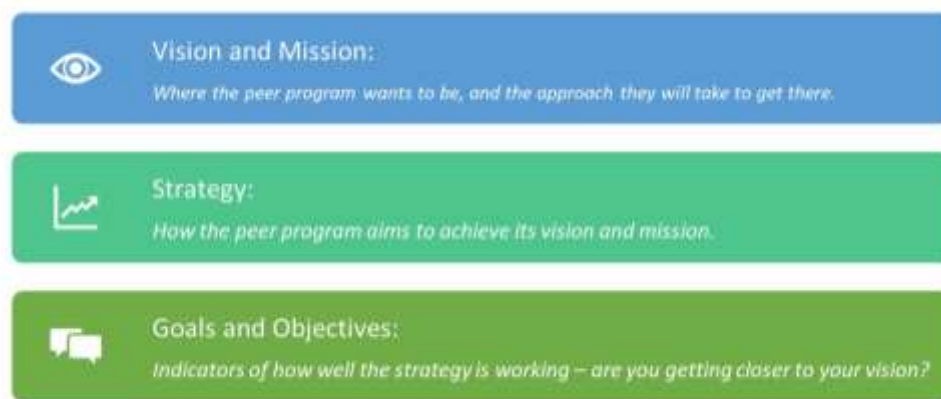 Vision and Mission:
Where the peer program wants to be, and the approach they will take to get there.
Strategy:
How the peer program aims to achieve its vision and mission.
Goals and Objectives:
Indicators of how well the strategy is working – are you getting closer to your vision?